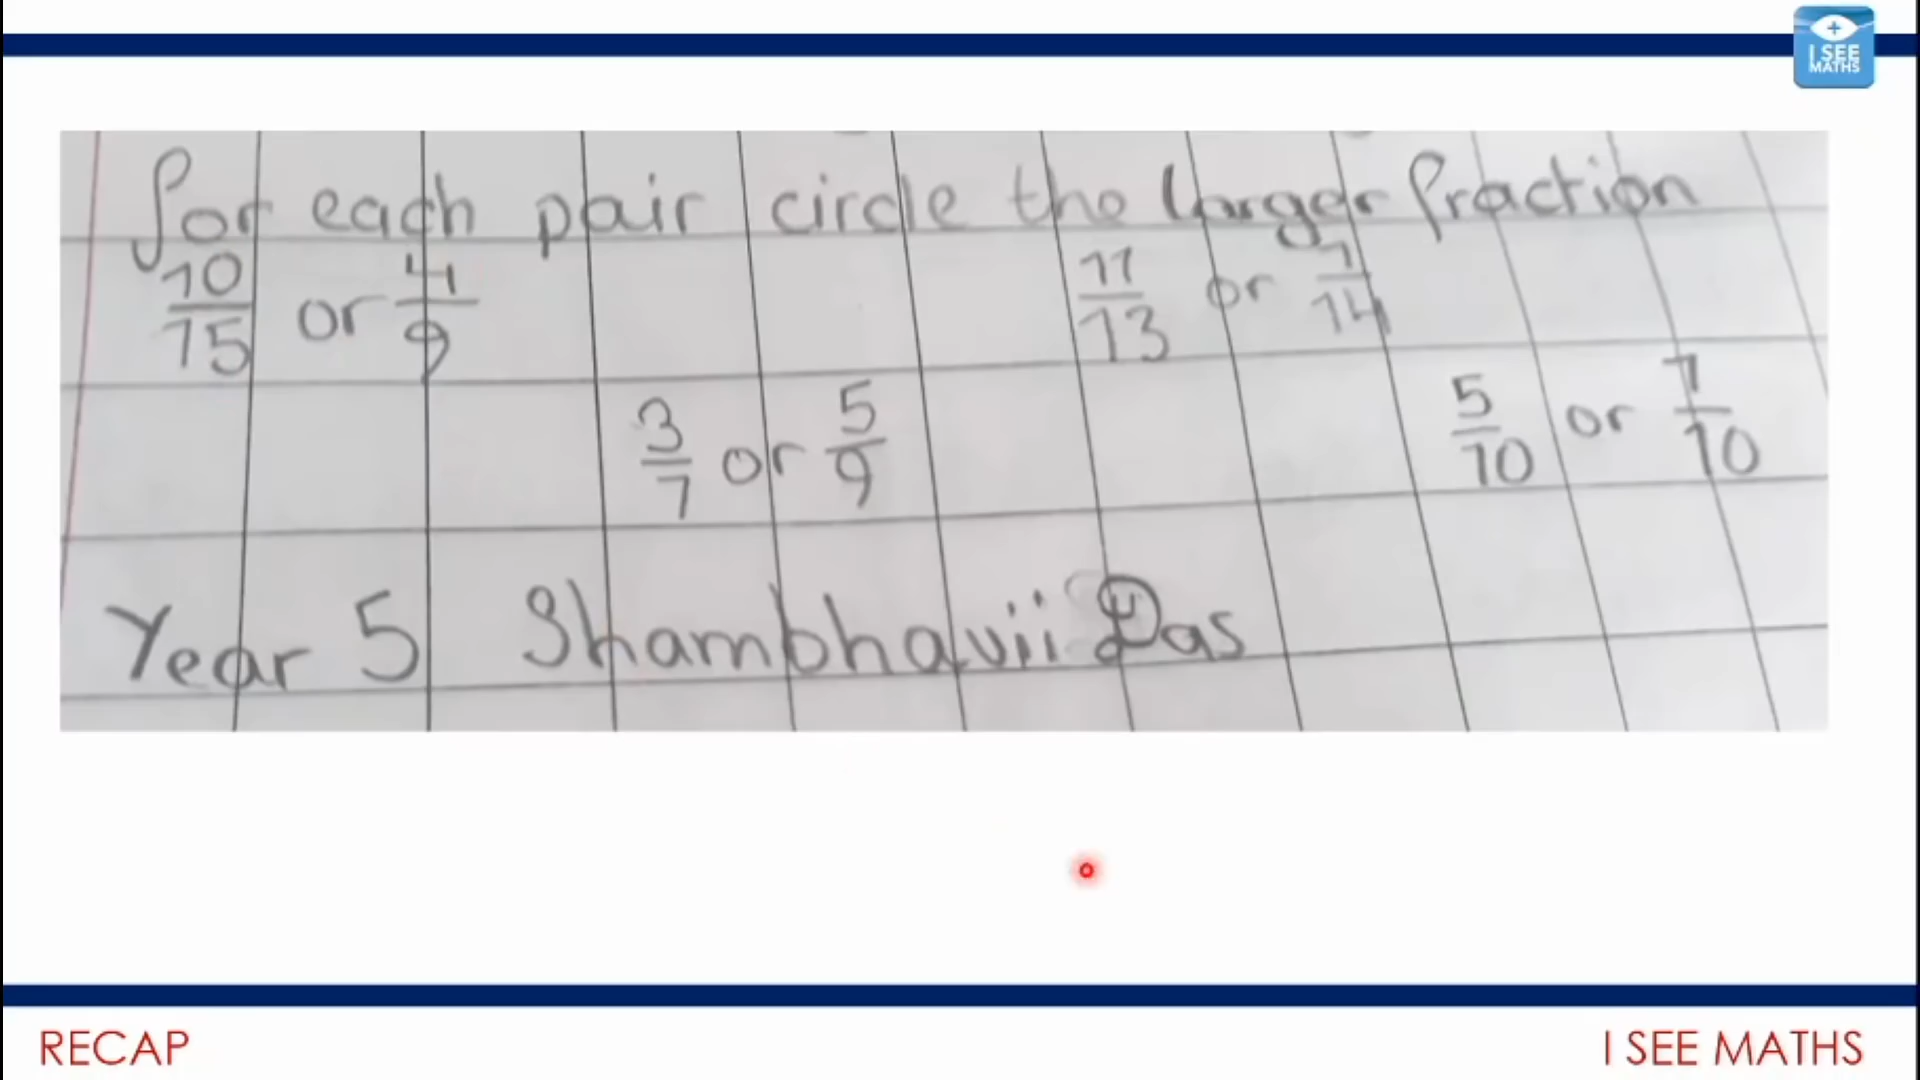 I SEE
MATHS
for each pair circle the larger fraction
10/15 or 4/9
11/13 or 7/14
3/7 or 5/9
5/10 or 7/10
Year 5 Shambhavii Das
RECAP
I SEE MATHS